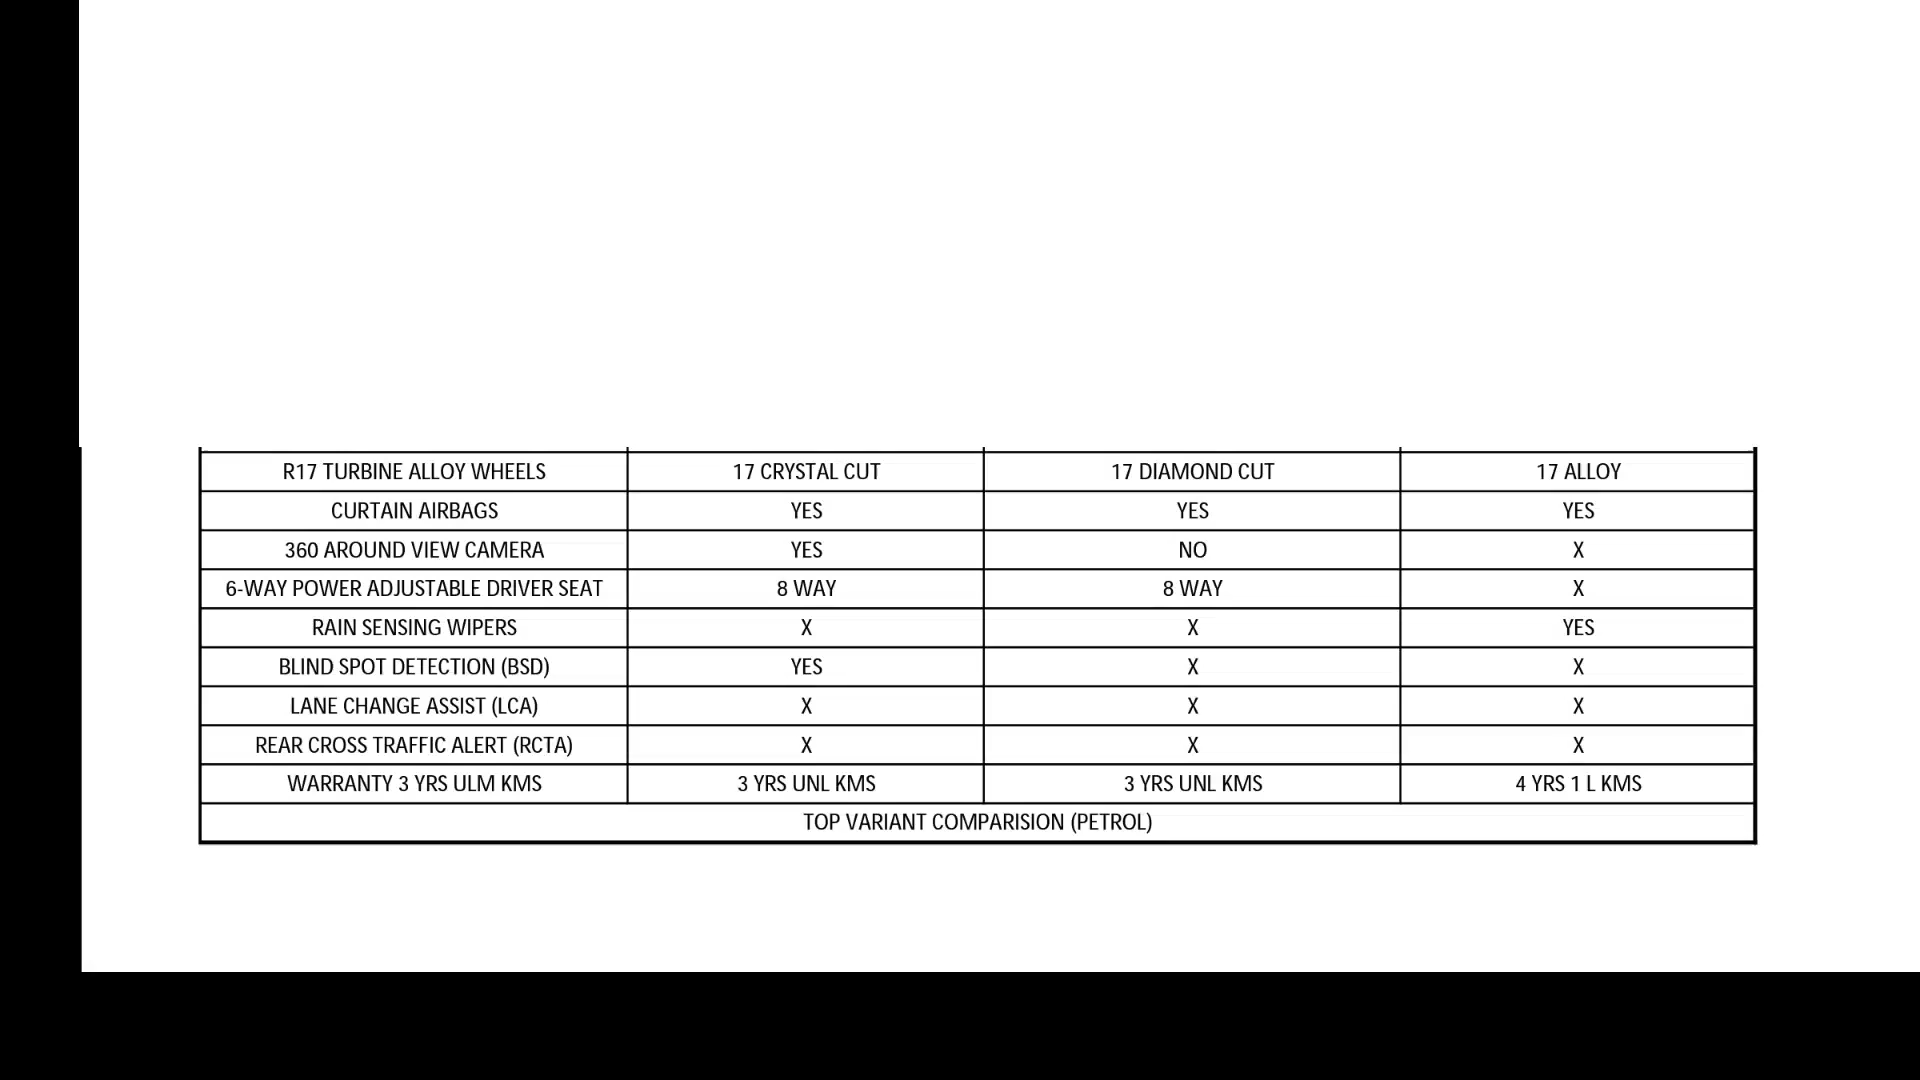 R17 TURBINE ALLOY WHEELS 17 CRYSTAL CUT 17 DIAMOND CUT 17 ALLOY
CURTAIN AIRBAGS YES YES YES
360 AROUND VIEW CAMERA YES NO X
6-WAY POWER ADJUSTABLE DRIVER SEAT 8 WAY 8 WAY X
RAIN SENSING WIPERS X X YES
BLIND SPOT DETECTION (BSD) YES X X
LANE CHANGE ASSIST (LCA) X X X
REAR CROSS TRAFFIC ALERT (RCTA) X X X
WARRANTY 3 YRS ULM KMS 3 YRS UNL KMS 3 YRS UNL KMS 4 YRS 1 L KMS
TOP VARIANT COMPARISION (PETROL)